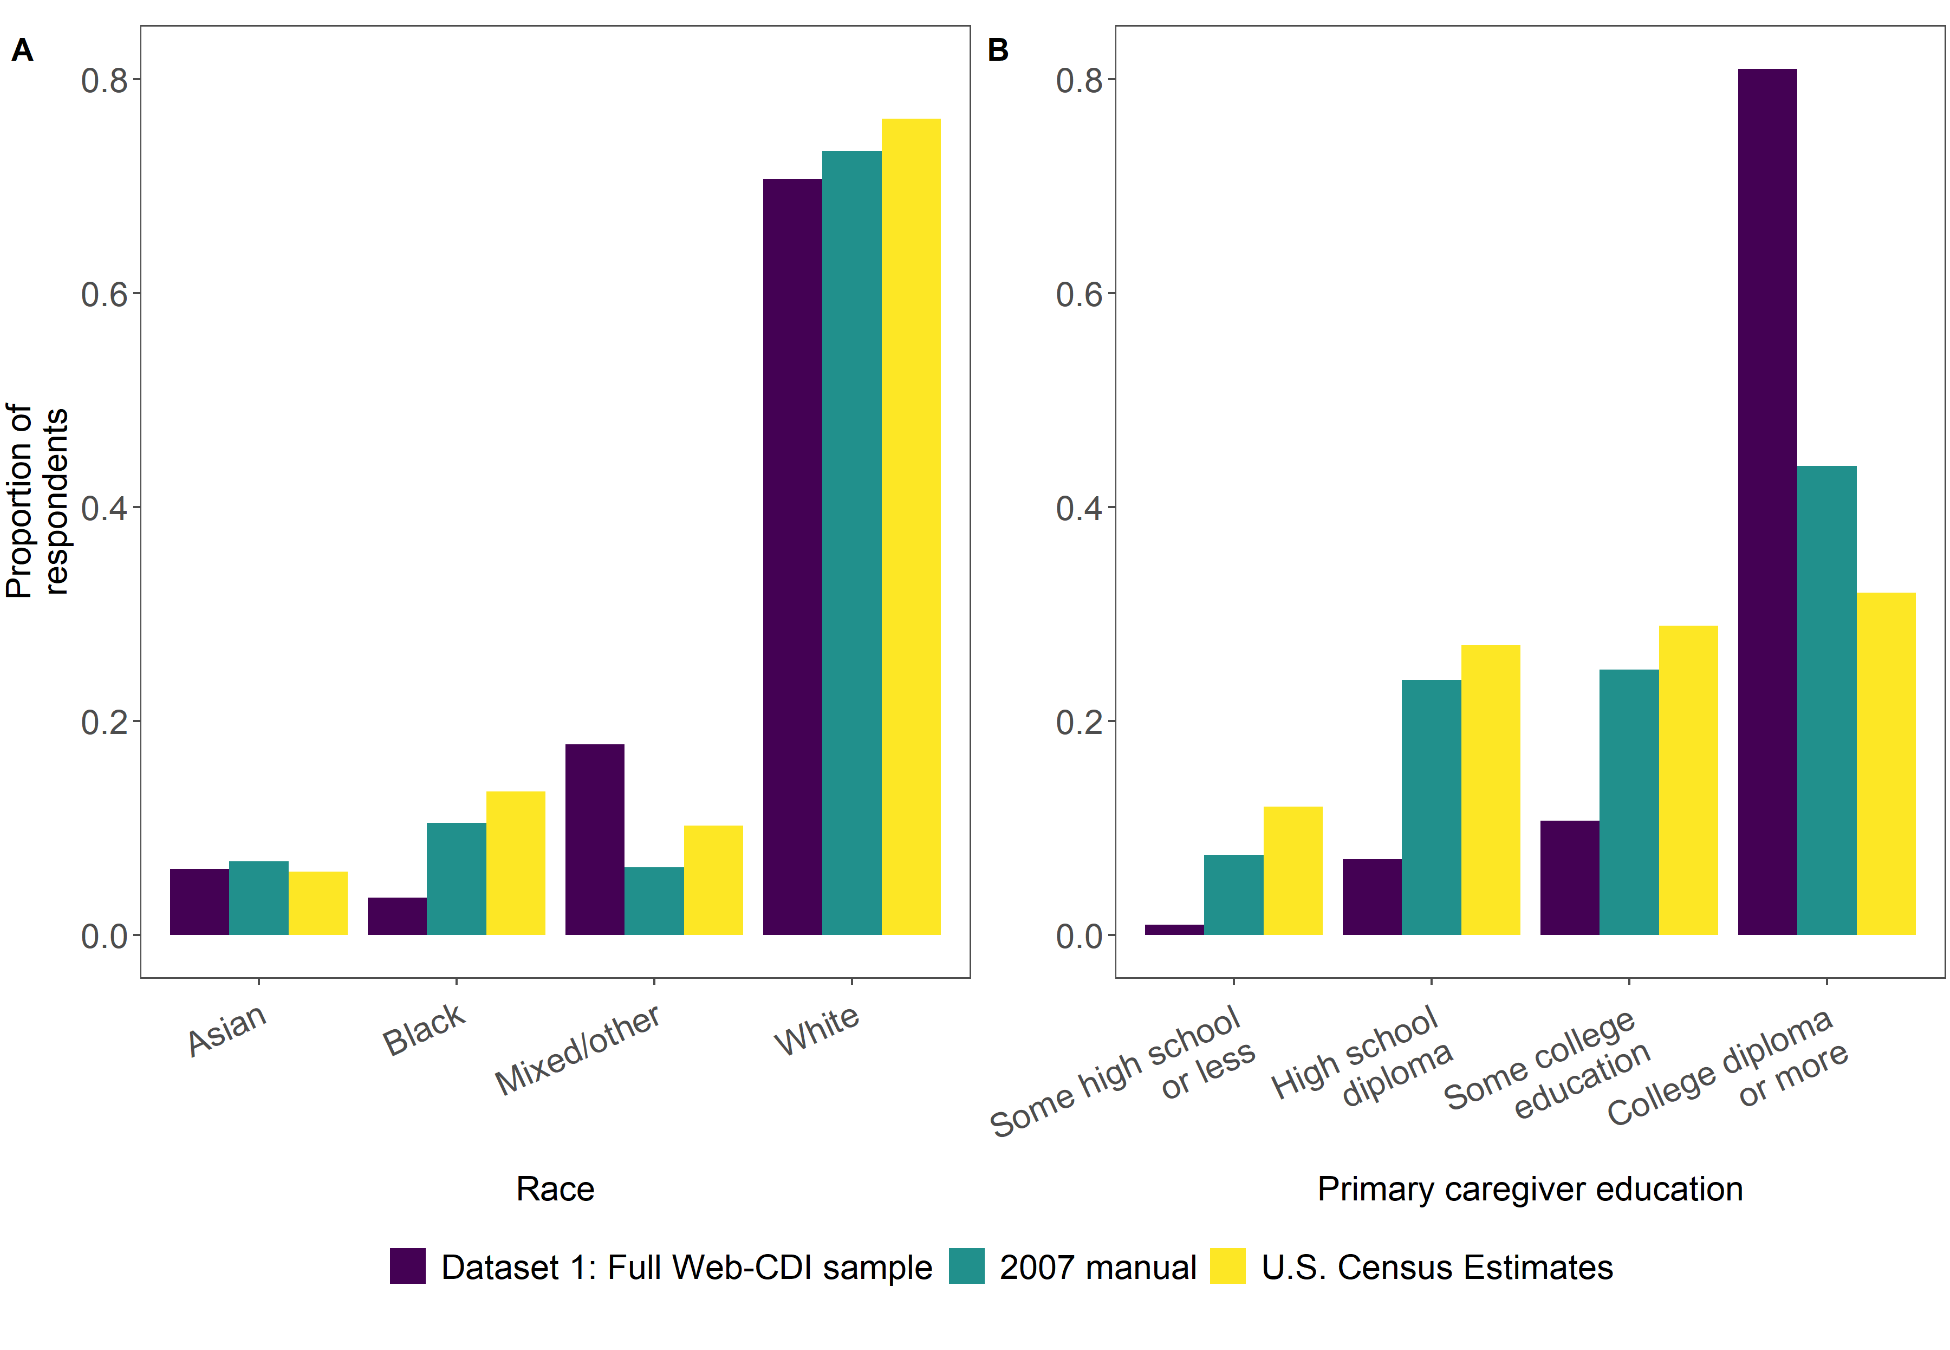 A
B
0.8
0.6
0.4
0.2
0.0
Proportion of
respondents
Asian
Black
Mixed/other
White
Race
0.8
0.6
0.4
0.2
0.0
Some high school
or less
High school
diploma
Some college
education
College diploma
or more
Primary caregiver education
Dataset 1: Full Web-CDI sample
2007 manual
U.S. Census Estimates